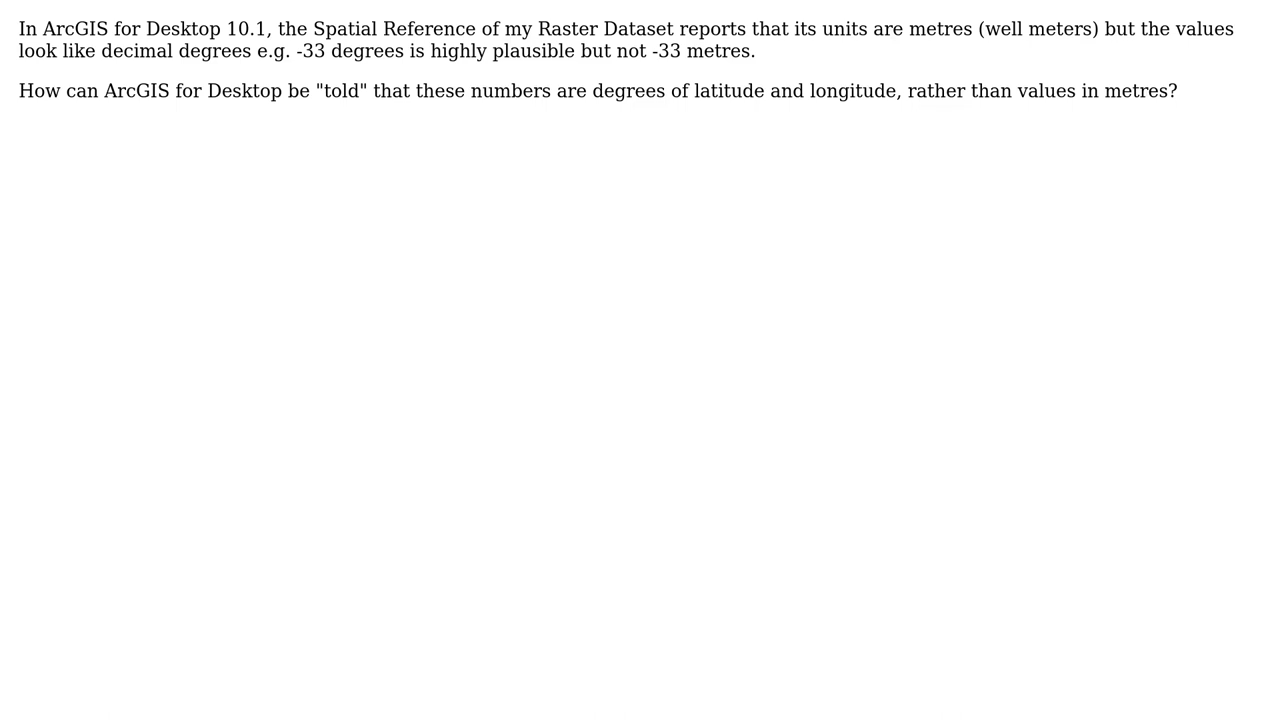 In ArcGIS for Desktop 10.1, the Spatial Reference of my Raster Dataset reports that its units are metres (well meters) but the values
look like decimal degrees e.g. -33 degrees is highly plausible but not -33 metres.
How can ArcGIS for Desktop be "told" that these numbers are degrees of latitude and longitude, rather than values in metres?